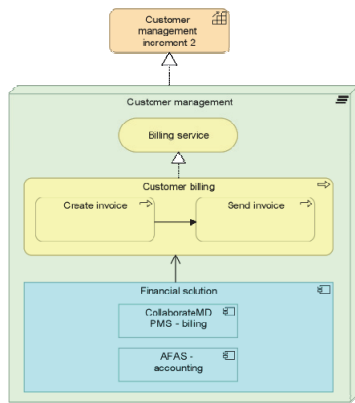 Customer
management
increment 2
Customer management
Billing service
Customer billing
Create invoice
Send invoice
Financial solution
CollaborateMD
PMS - billing
AFAS -
accounting